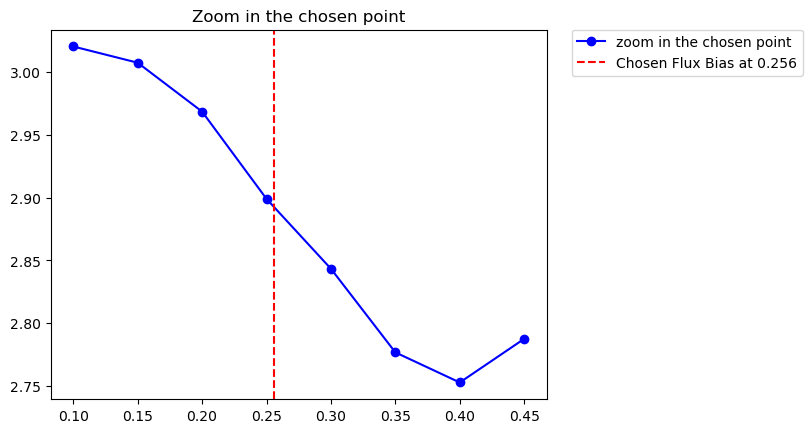 Zoom in the chosen point
zoom in the chosen point
Chosen Flux Bias at 0.256
3.00
2.95
2.90
2.85
2.80
2.75
0.10 0.15 0.20 0.25 0.30 0.35 0.40 0.45